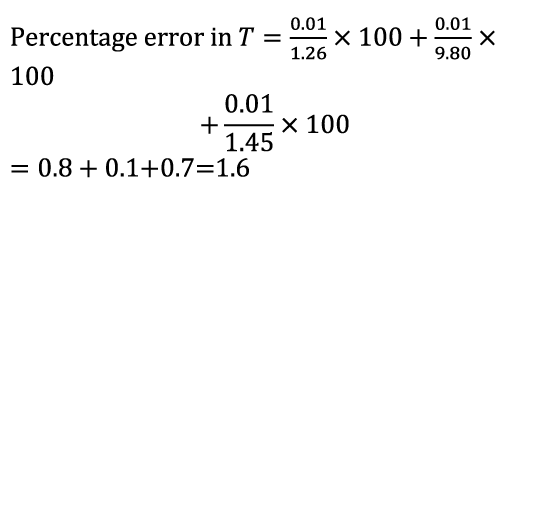 Percentage error in T = 0.01/1.26 × 100 + 0.01/9.80 ×
100
+ 0.01/1.45 × 100
= 0.8 + 0.1+0.7=1.6